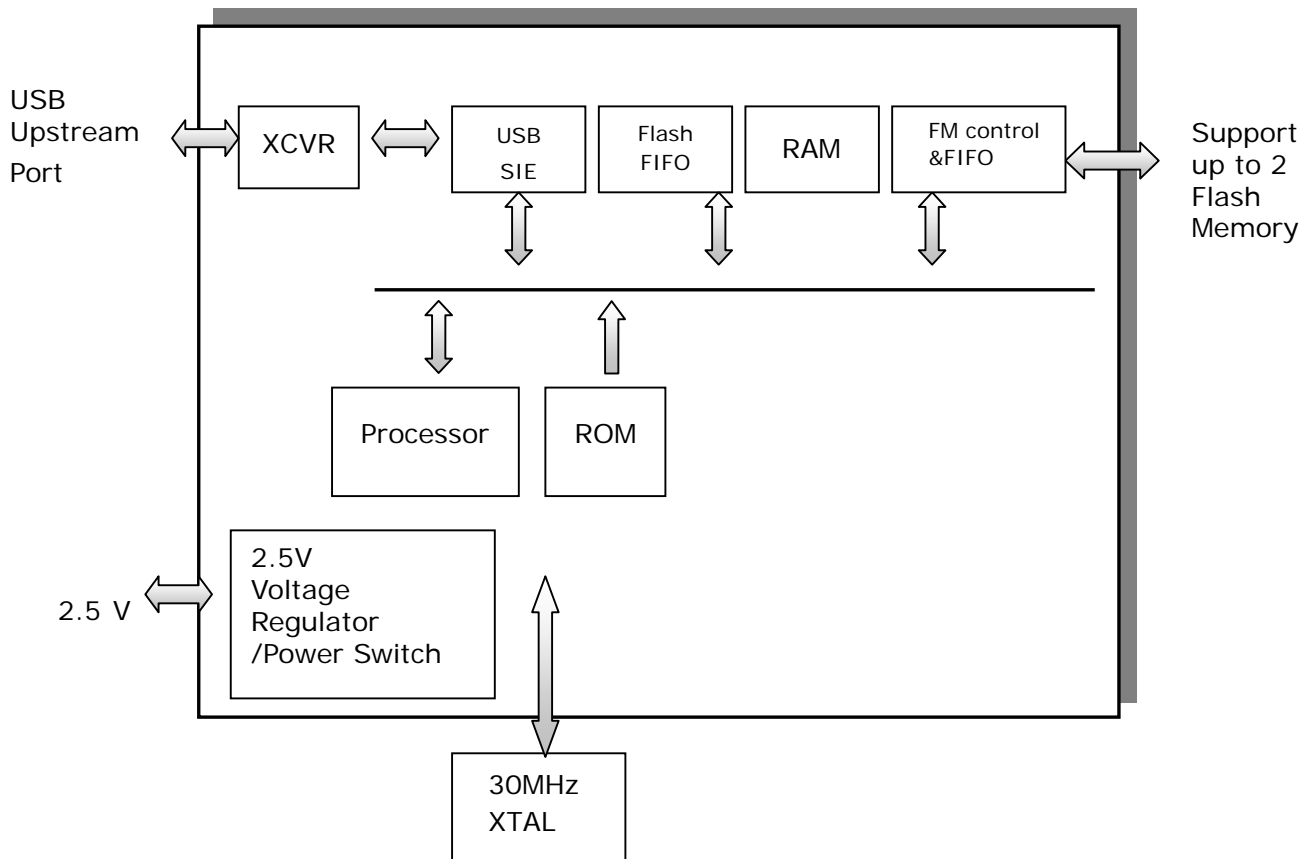 USB
Upstream
Port
XCVR
USB
SIE
Flash
FIFO
RAM
FM control
&FIFO
Support
up to 2
Flash
Memory
Processor
ROM
2.5 V
2.5V
Voltage
Regulator
/Power Switch
30MHz
XTAL